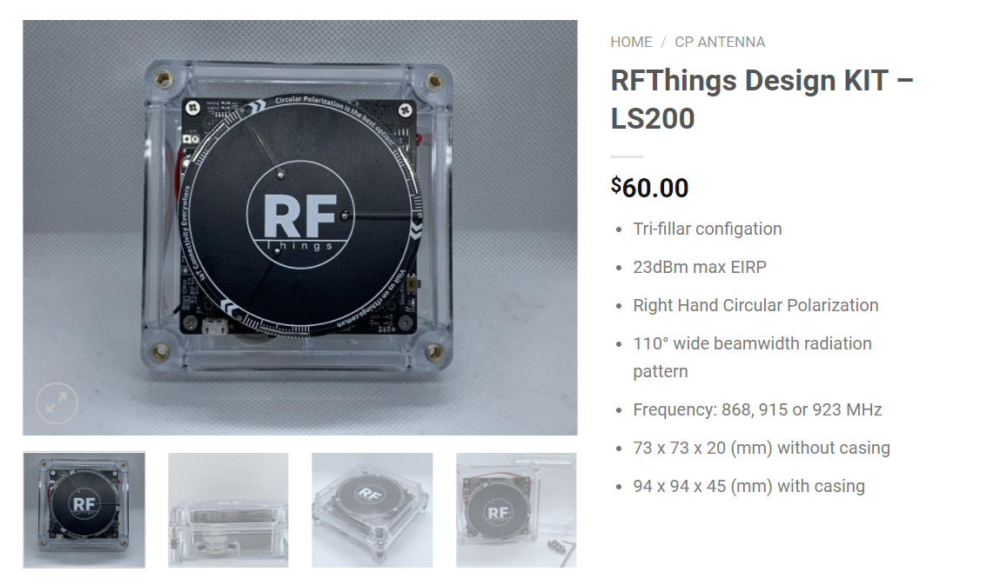 HOME / CP ANTENNA
RFThings Design KIT –
LS200
$60.00
Tri-fillar configation
23dBm max EIRP
Right Hand Circular Polarization
110° wide beamwidth radiation
pattern
Frequency: 868, 915 or 923 MHz
73 x 73 x 20 (mm) without casing
94 x 94 x 45 (mm) with casing
Circular Polarization is the best option!
IoT Connectivity Everywhere
RF
Things
Visit us on rfthings.com.vn
RF
RF
RF